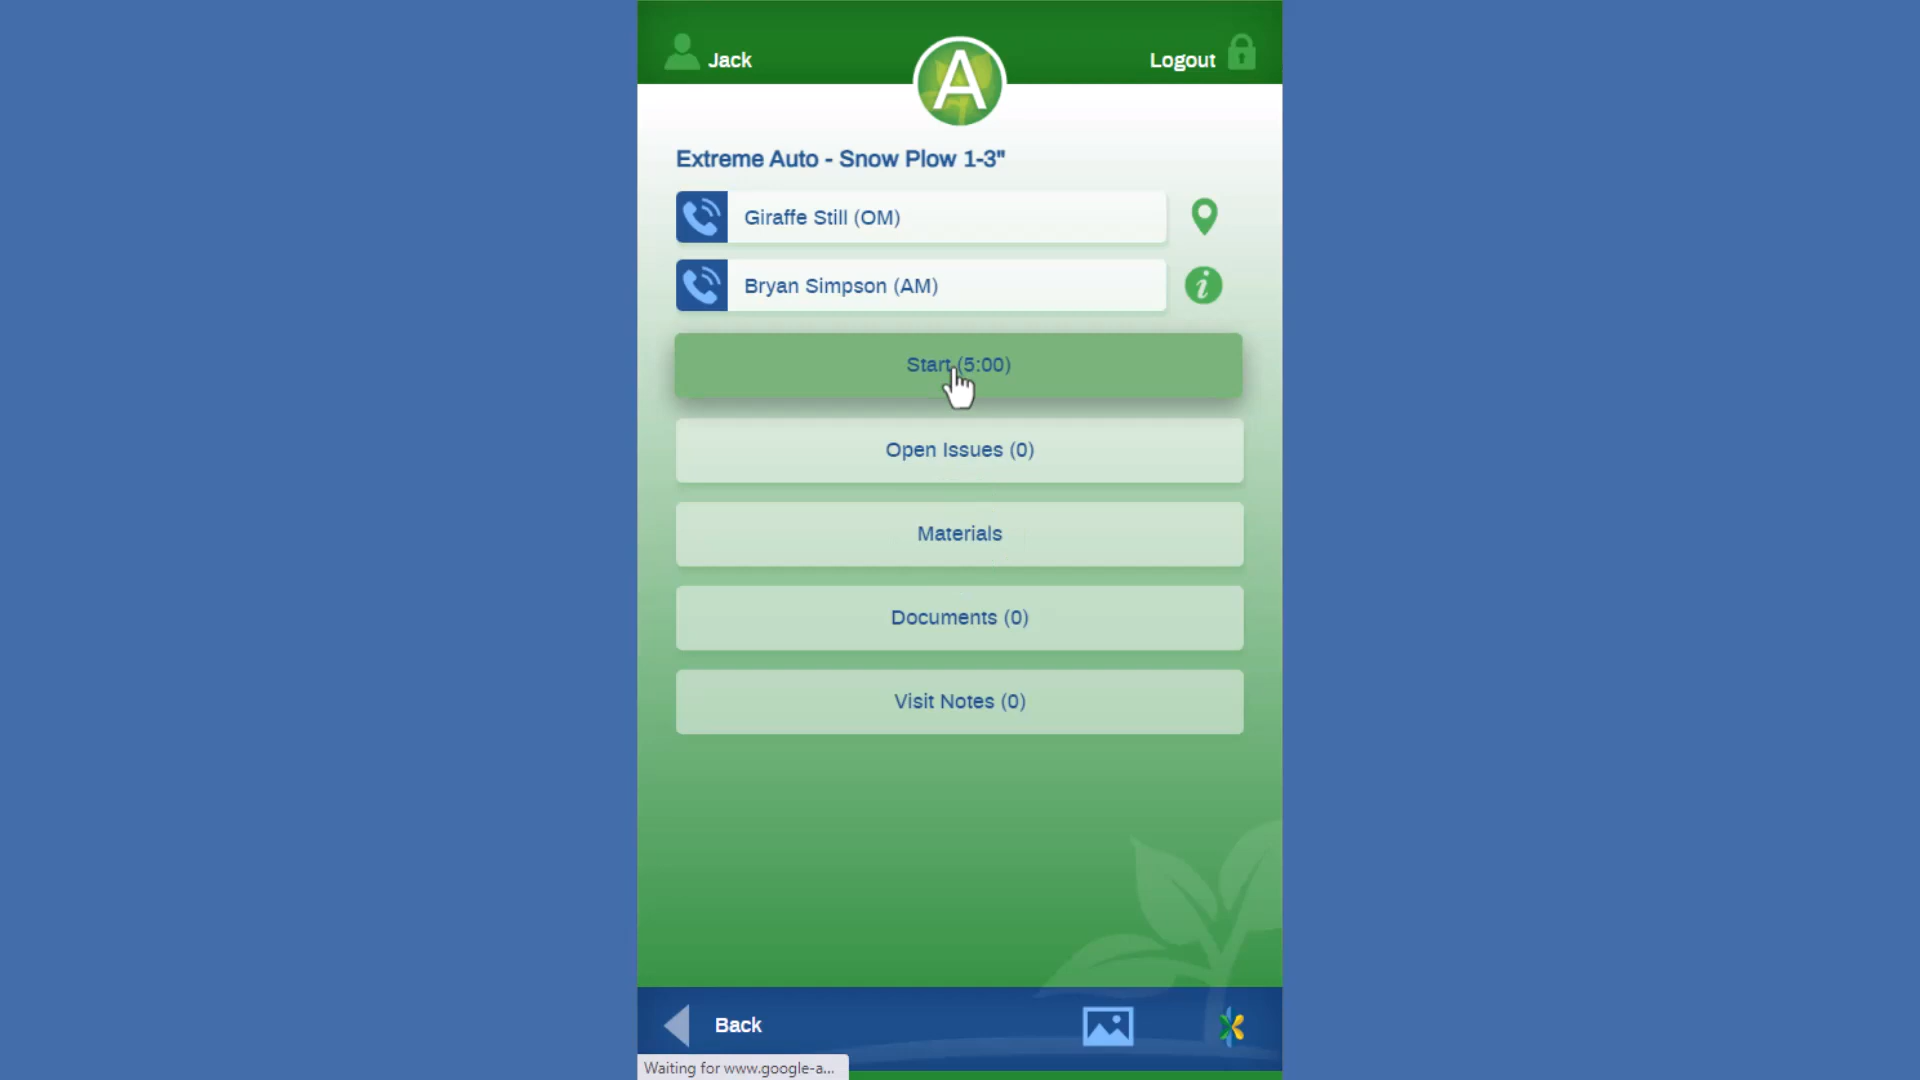 Jack
A
Logout
Extreme Auto - Snow Plow 1-3"
Giraffe Still (OM)
Bryan Simpson (AM)
i
Start (5:00)
Open Issues (0)
Materials
Documents (0)
Visit Notes (0)
Back
Waiting for www.google-a...